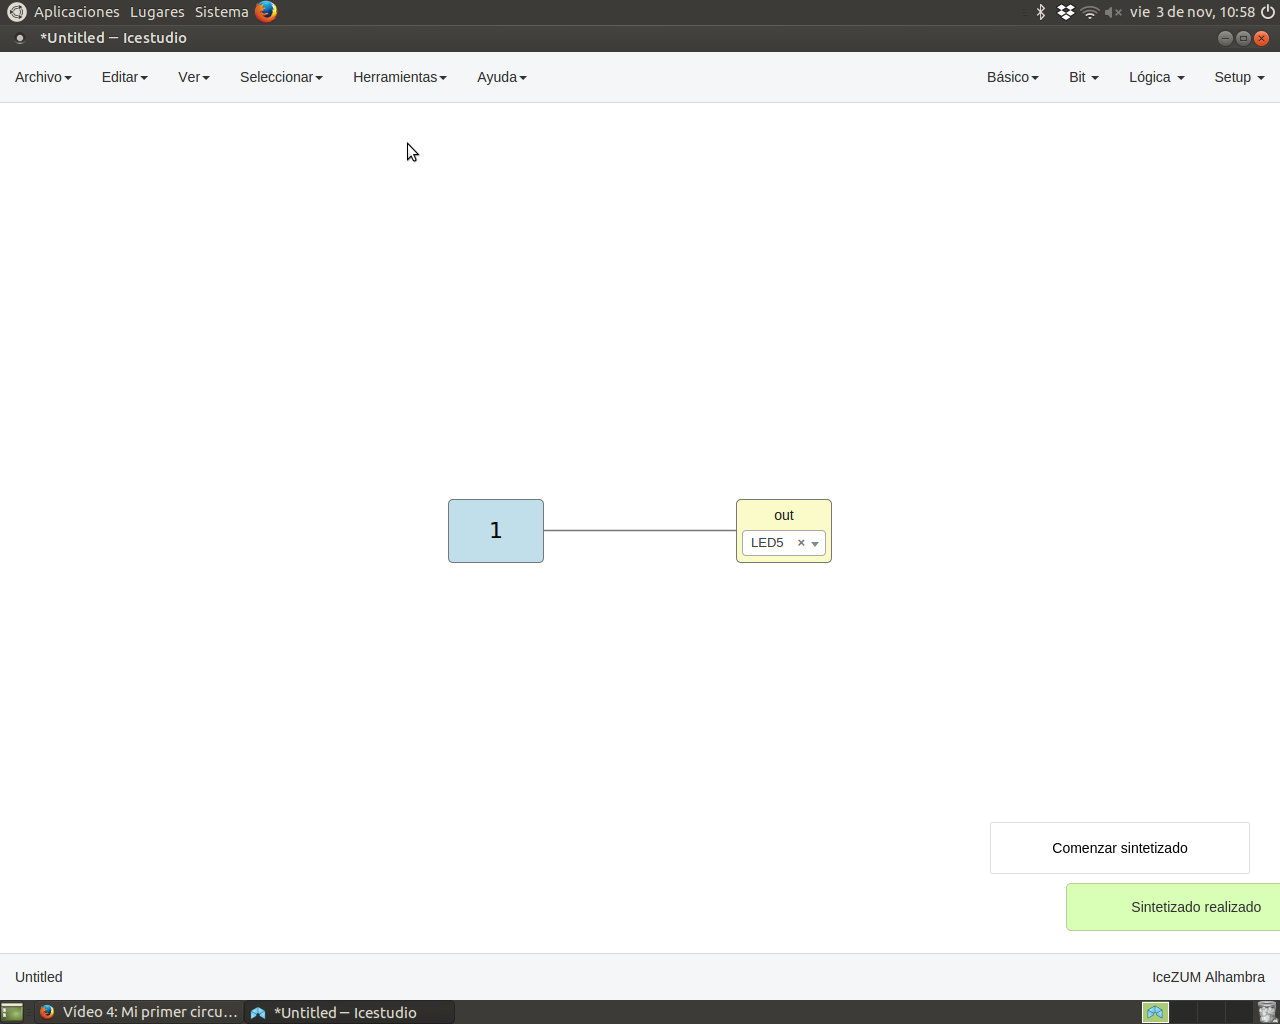 Aplicaciones Lugares Sistema
vie 3 de nov, 10:58
*Untitled — Icestudio
Archivo Editar Ver Seleccionar Herramientas Ayuda
Básico Bit Lógica Setup
1
out
LED5 ×
Comenzar sintetizado
Sintetizado realizado
Untitled
IceZUM Alhambra
Vídeo 4: Mi primer circu...
*Untitled — Icestudio